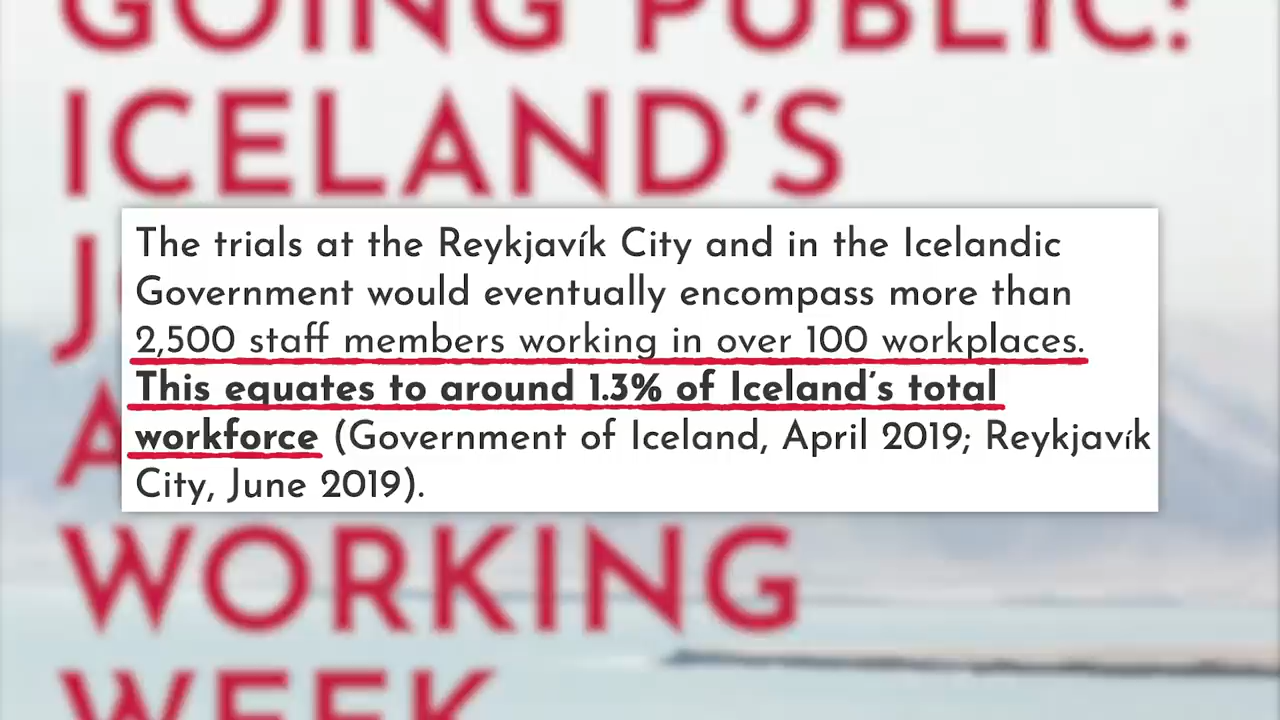 GOING PUBLIC:
ICELAND'S
The trials at the Reykjavík City and in the Icelandic
Government would eventually encompass more than
2,500 staff members working in over 100 workplaces.
This equates to around 1.3% of Iceland's total
workforce (Government of Iceland, April 2019; Reykjavík
City, June 2019).
WORKING
WEEK